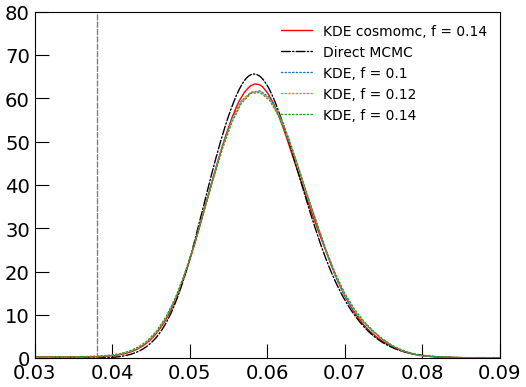 80
70
60
50
40
30
20
10
0
0.03 0.04 0.05 0.06 0.07 0.08 0.09
KDE cosmomc, f = 0.14
Direct MCMC
KDE, f = 0.1
KDE, f = 0.12
KDE, f = 0.14